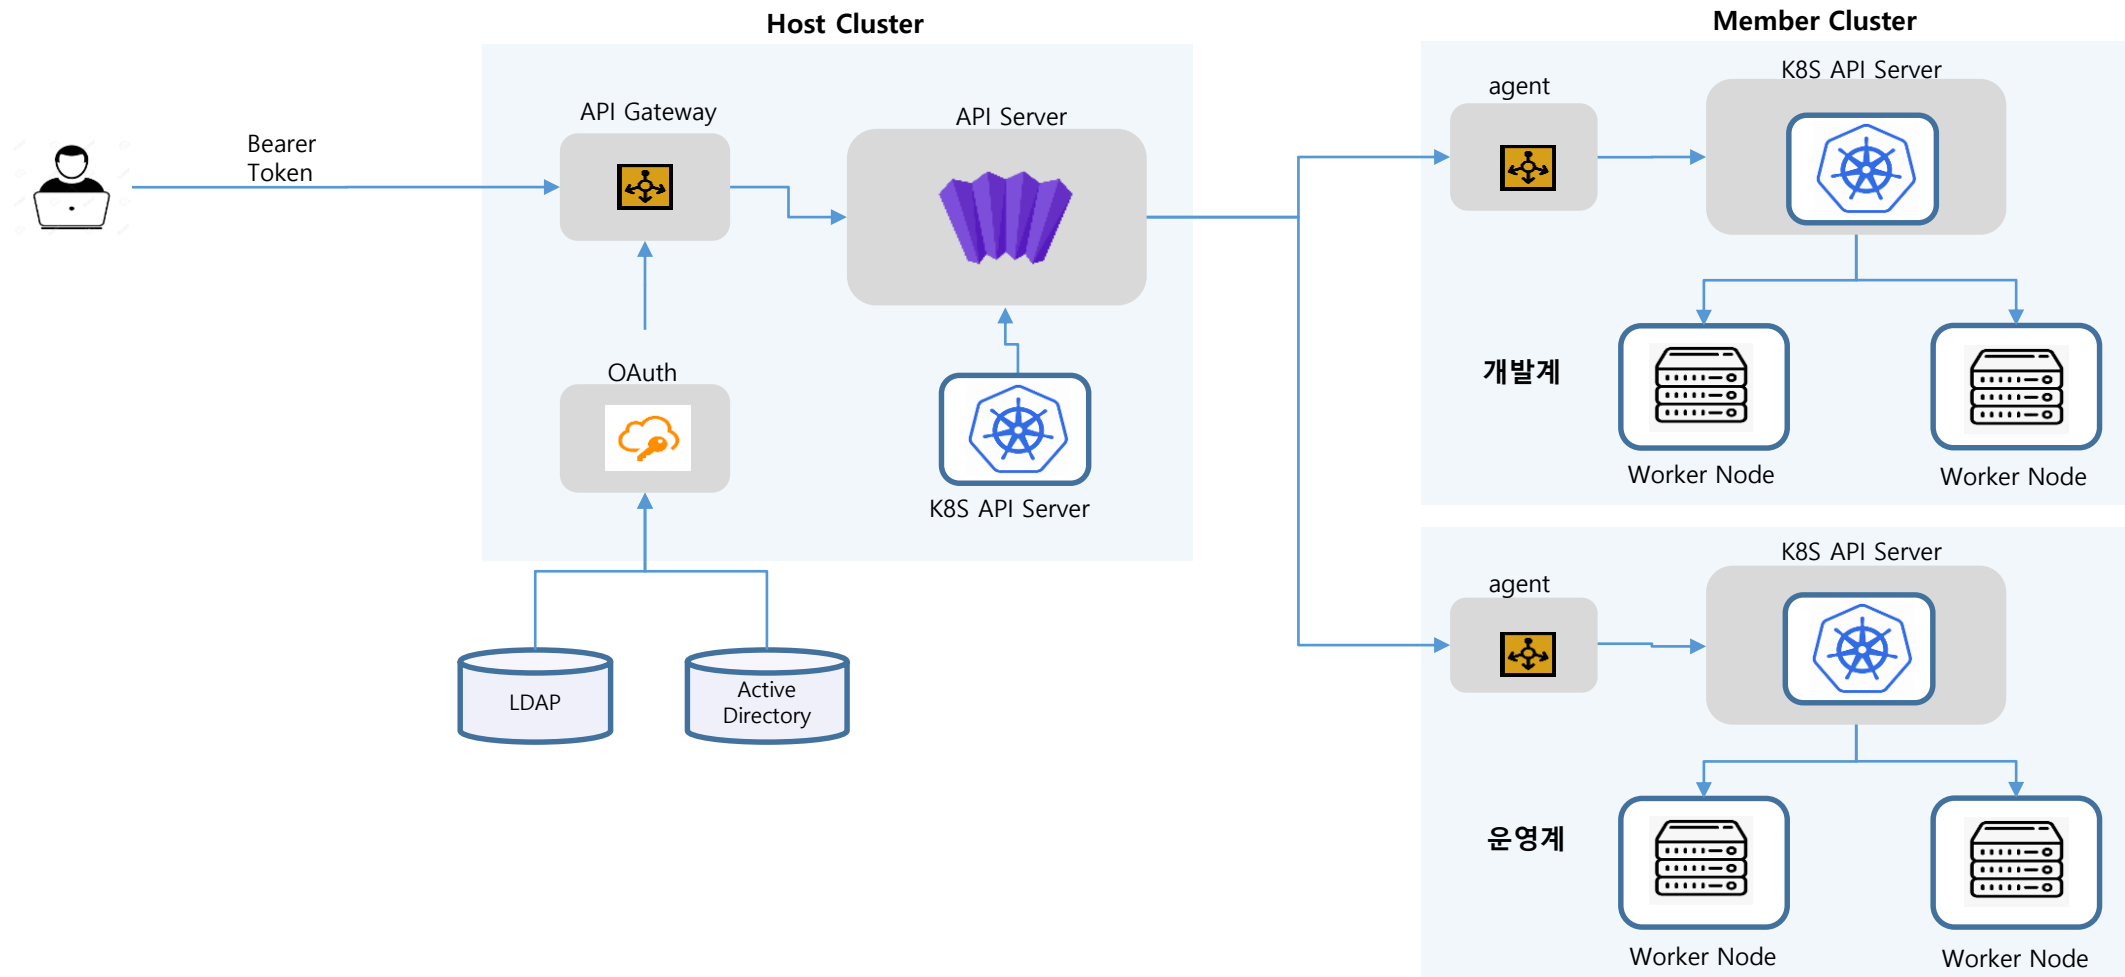 Host Cluster
Member Cluster
Bearer
Token
API Gateway
API Server
OAuth
K8S API Server
LDAP
Active
Directory
agent
K8S API Server
개발계
Worker Node
Worker Node
agent
K8S API Server
운영계
Worker Node
Worker Node